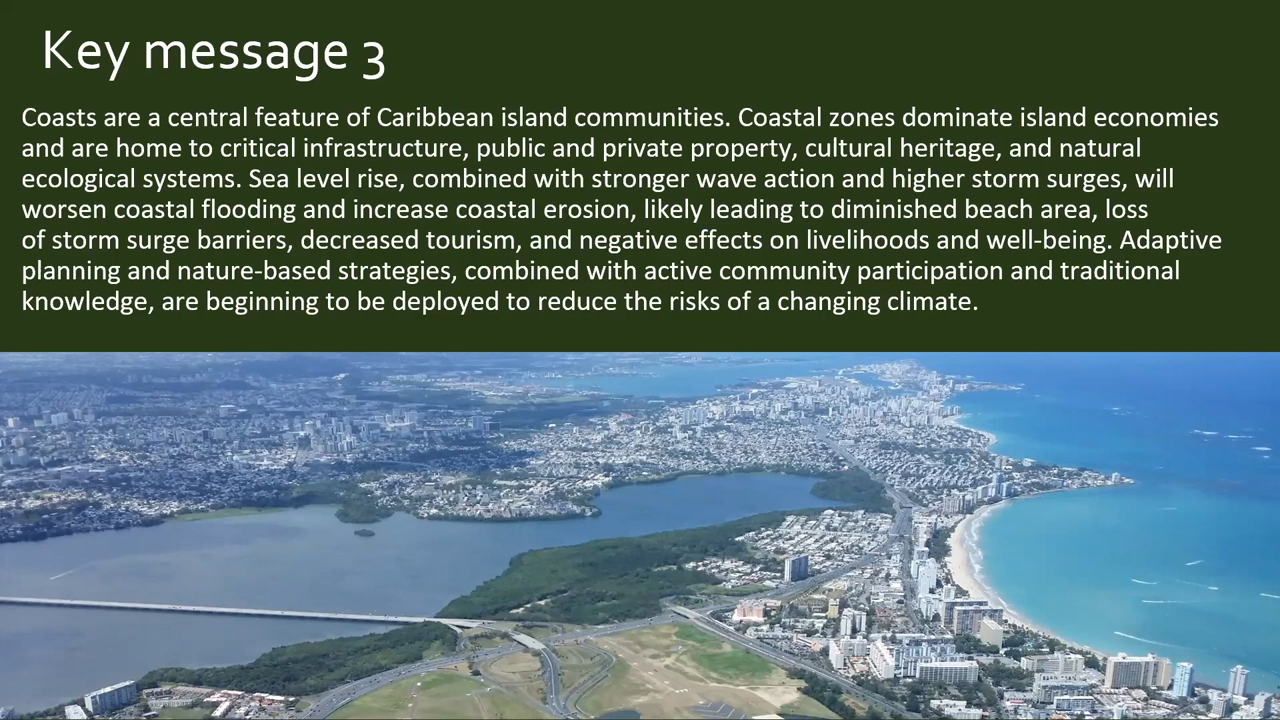 Key message 3
Coasts are a central feature of Caribbean island communities. Coastal zones dominate island economies
and are home to critical infrastructure, public and private property, cultural heritage, and natural
ecological systems. Sea level rise, combined with stronger wave action and higher storm surges, will
worsen coastal flooding and increase coastal erosion, likely leading to diminished beach area, loss
of storm surge barriers, decreased tourism, and negative effects on livelihoods and well-being. Adaptive
planning and nature-based strategies, combined with active community participation and traditional
knowledge, are beginning to be deployed to reduce the risks of a changing climate.